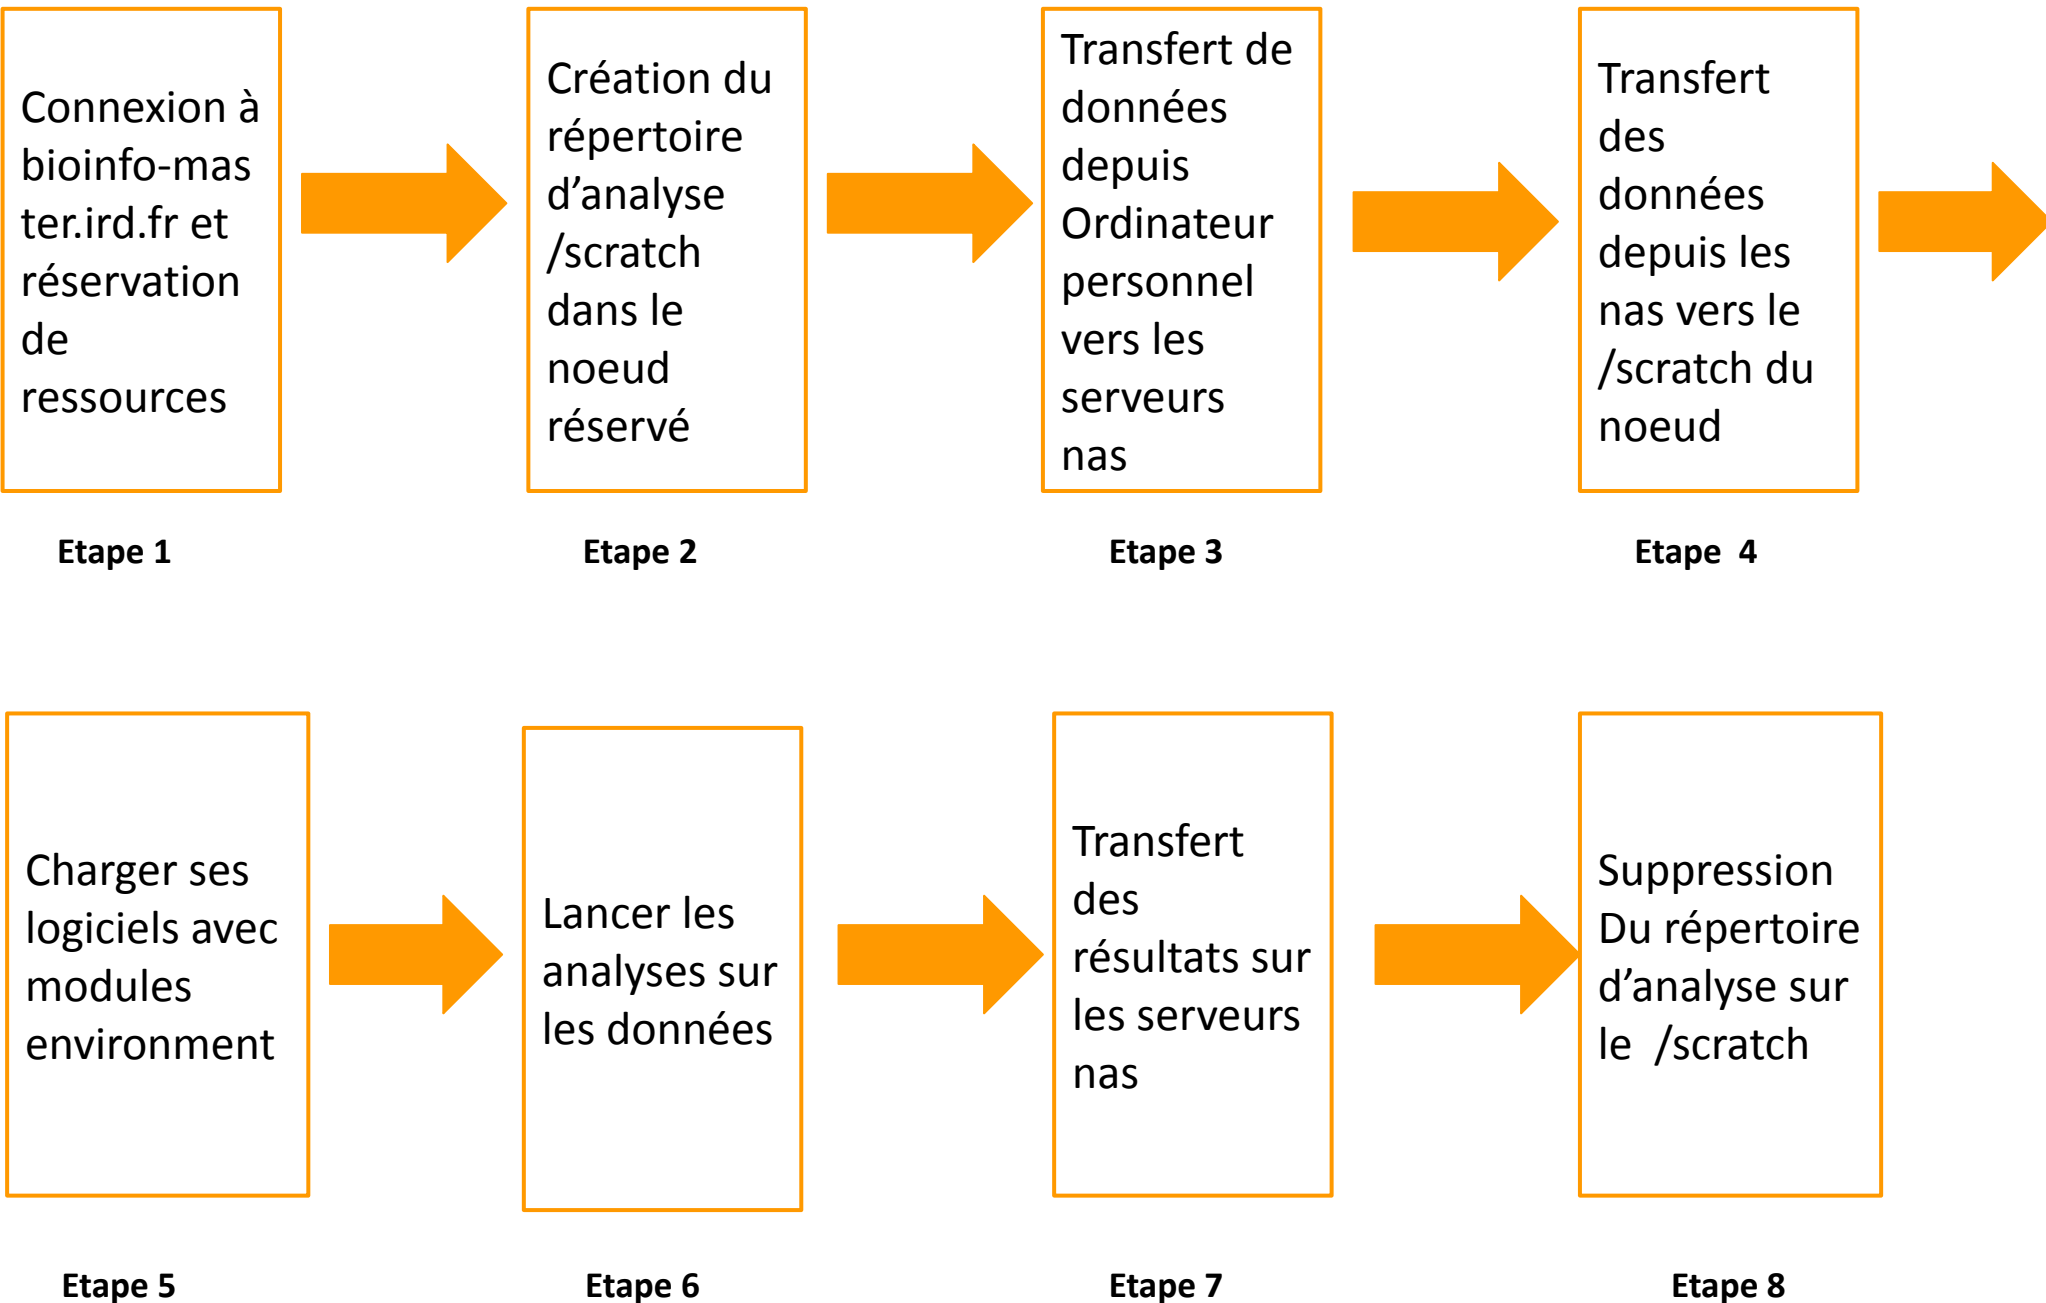 Connexion à
bioinfo-mas
ter.ird.fr et
réservation
de
ressources
Création du
répertoire
d’analyse
/scratch
dans le
noeud
réservé
Transfert de
données
depuis
Ordinateur
personnel
vers les
serveurs
nas
Transfert
des
données
depuis les
nas vers le
/scratch du
noeud
Etape 1
Etape 2
Etape 3
Etape  4
Charger ses
logiciels avec
modules
environment
Lancer les
analyses sur
les données
Transfert
des
résultats sur
les serveurs
nas
Suppression
Du répertoire
d’analyse sur
le  /scratch
Etape 5
Etape 6
Etape 7
Etape 8